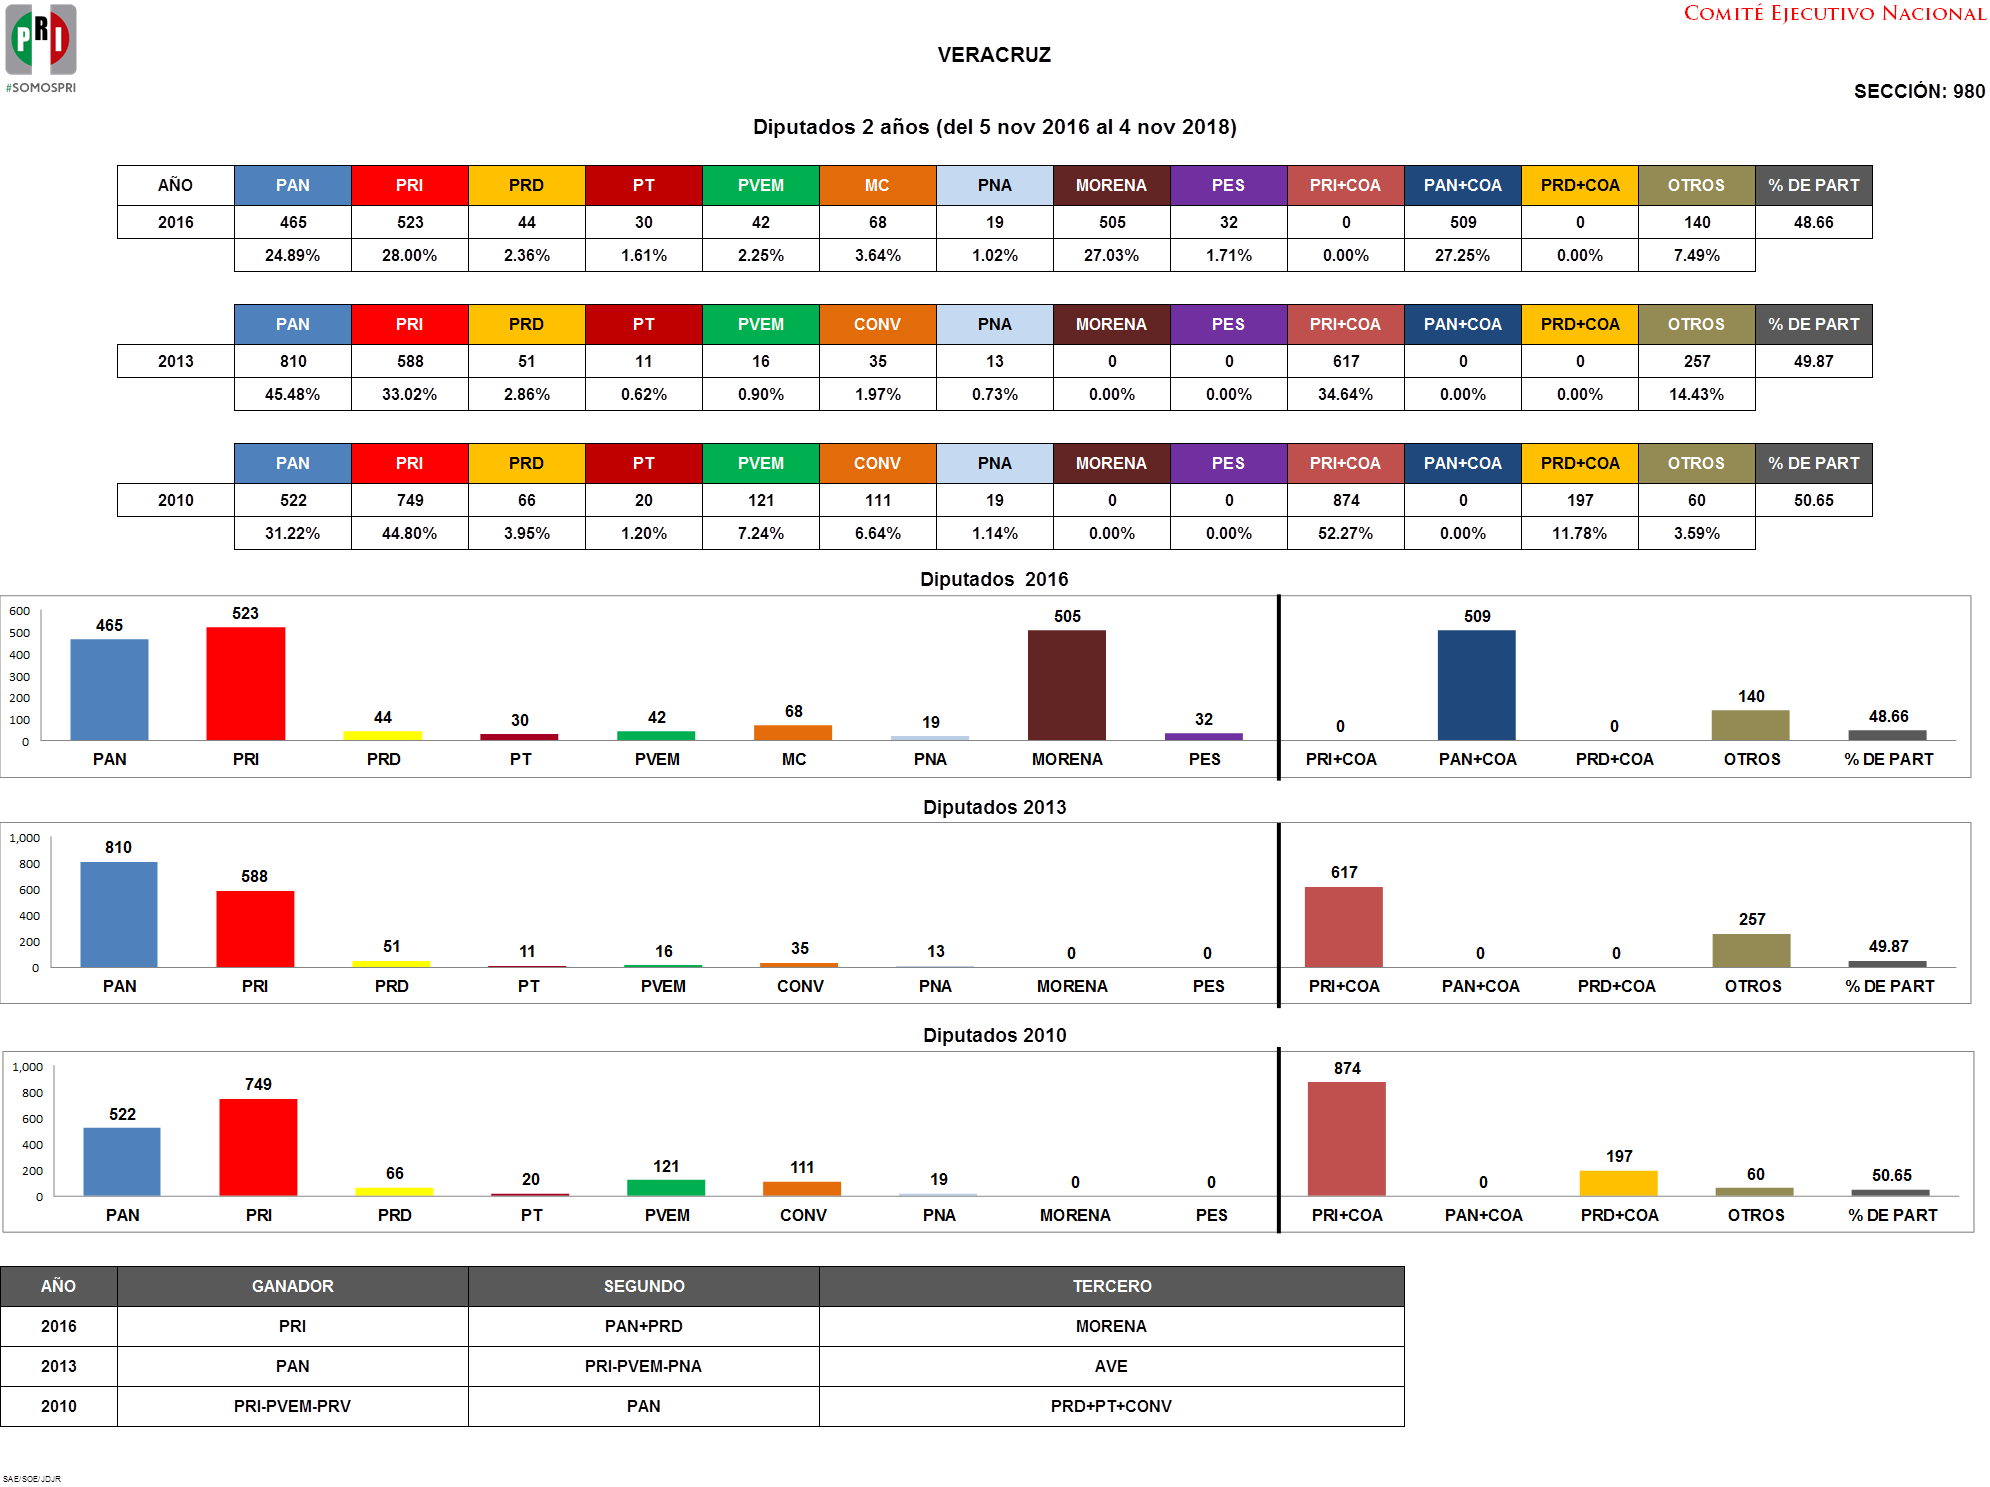 PRI
#SOMOSPRI
COMITÉ EJECUTIVO NACIONAL
VERACRUZ
SECCIÓN: 980
Diputados 2 años (del 5 nov 2016 al 4 nov 2018)
AÑO PAN PRI PRD PT PVEM MC PNA MORENA PES PRI+COA PAN+COA PRD+COA OTROS % DE PART
2016 465 523 44 30 42 68 19 505 32 0 509 0 140 48.66
24.89% 28.00% 2.36% 1.61% 2.25% 3.64% 1.02% 27.03% 1.71% 0.00% 27.25% 0.00% 7.49%
PAN PRI PRD PT PVEM CONV PNA MORENA PES PRI+COA PAN+COA PRD+COA OTROS % DE PART
2013 810 588 51 11 16 35 13 0 0 617 0 0 257 49.87
45.48% 33.02% 2.86% 0.62% 0.90% 1.97% 0.73% 0.00% 0.00% 34.64% 0.00% 0.00% 14.43%
PAN PRI PRD PT PVEM CONV PNA MORENA PES PRI+COA PAN+COA PRD+COA OTROS % DE PART
2010 522 749 66 20 121 111 19 0 0 874 0 197 60 50.65
31.22% 44.80% 3.95% 1.20% 7.24% 6.64% 1.14% 0.00% 0.00% 52.27% 0.00% 11.78% 3.59%
Diputados 2016
600
500
400
300
200
100
0
465 523 44 30 42 68 19 505 32 0 509 0 140 48.66
PAN PRI PRD PT PVEM MC PNA MORENA PES PRI+COA PAN+COA PRD+COA OTROS % DE PART
Diputados 2013
1,000
800
600
400
200
0
810 588 51 11 16 35 13 0 0 617 0 0 257 49.87
PAN PRI PRD PT PVEM CONV PNA MORENA PES PRI+COA PAN+COA PRD+COA OTROS % DE PART
Diputados 2010
1,000
800
600
400
200
0
522 749 66 20 121 111 19 0 0 874 0 197 60 50.65
PAN PRI PRD PT PVEM CONV PNA MORENA PES PRI+COA PAN+COA PRD+COA OTROS % DE PART
AÑO GANADOR SEGUNDO TERCERO
2016 PRI PAN+PRD MORENA
2013 PAN PRI-PVEM-PNA AVE
2010 PRI-PVEM-PRV PAN PRD+PT+CONV
SAE/SOE/JDJR